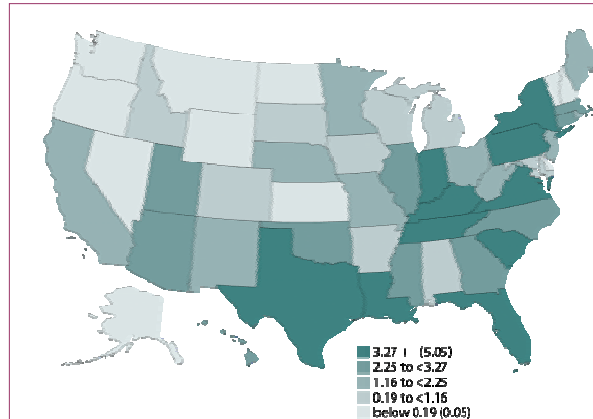 3.27 + (5.05)
2.25 to <3.27
1.16 to <2.25
0.19 to <1.16
below 0.19 (0.05)